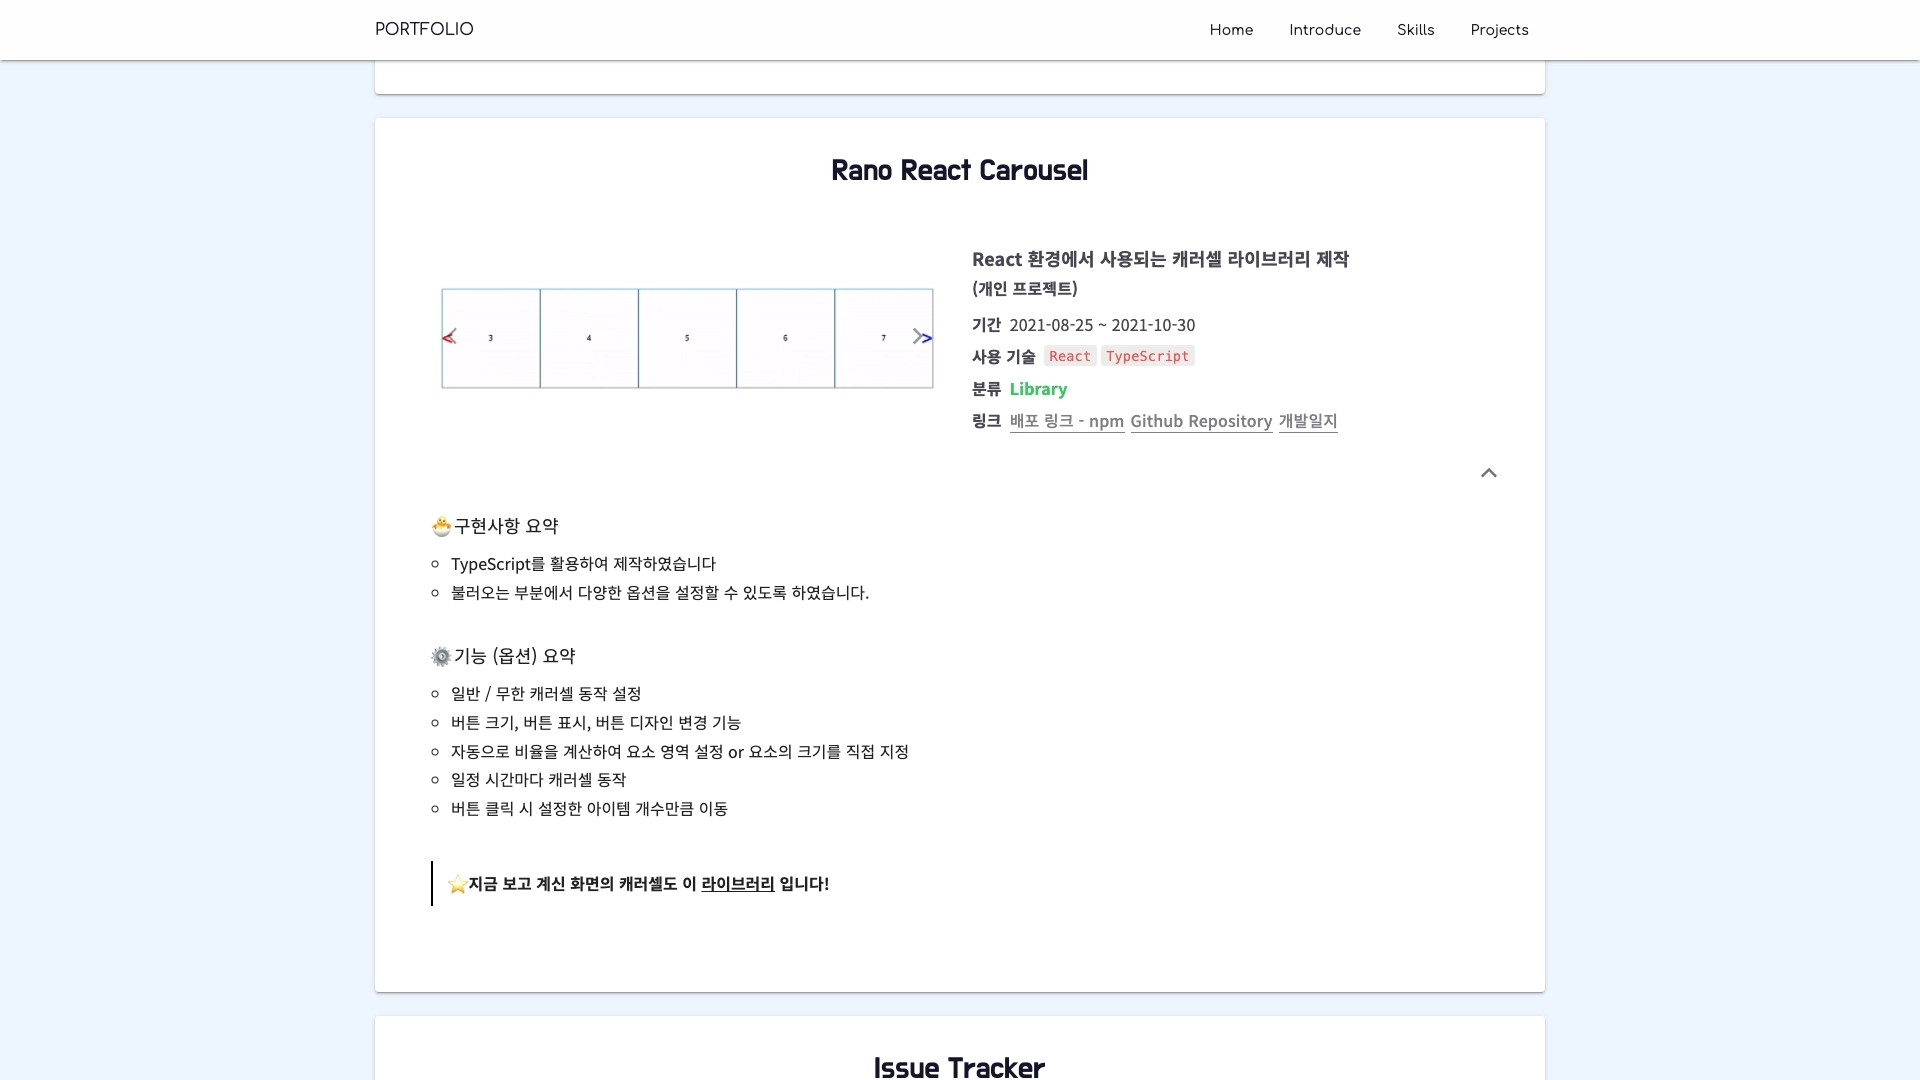 PORTFOLIO
Home Introduce Skills Projects
Rano React Carousel
< 3 4 5 6 7 >
React 환경에서 사용되는 캐러셀 라이브러리 제작
(개인 프로젝트)
기간 2021-08-25 ~ 2021-10-30
사용 기술 React TypeScript
분류 Library
링크 배포 링크 - npm Github Repository 개발일지
🐣구현사항 요약
TypeScript를 활용하여 제작하였습니다
불러오는 부분에서 다양한 옵션을 설정할 수 있도록 하였습니다.
⚙️기능 (옵션) 요약
일반 / 무한 캐러셀 동작 설정
버튼 크기, 버튼 표시, 버튼 디자인 변경 기능
자동으로 비율을 계산하여 요소 영역 설정 or 요소의 크기를 직접 지정
일정 시간마다 캐러셀 동작
버튼 클릭 시 설정한 아이템 개수만큼 이동
⭐지금 보고 계신 화면의 캐러셀도 이 라이브러리 입니다!
Issue Tracker